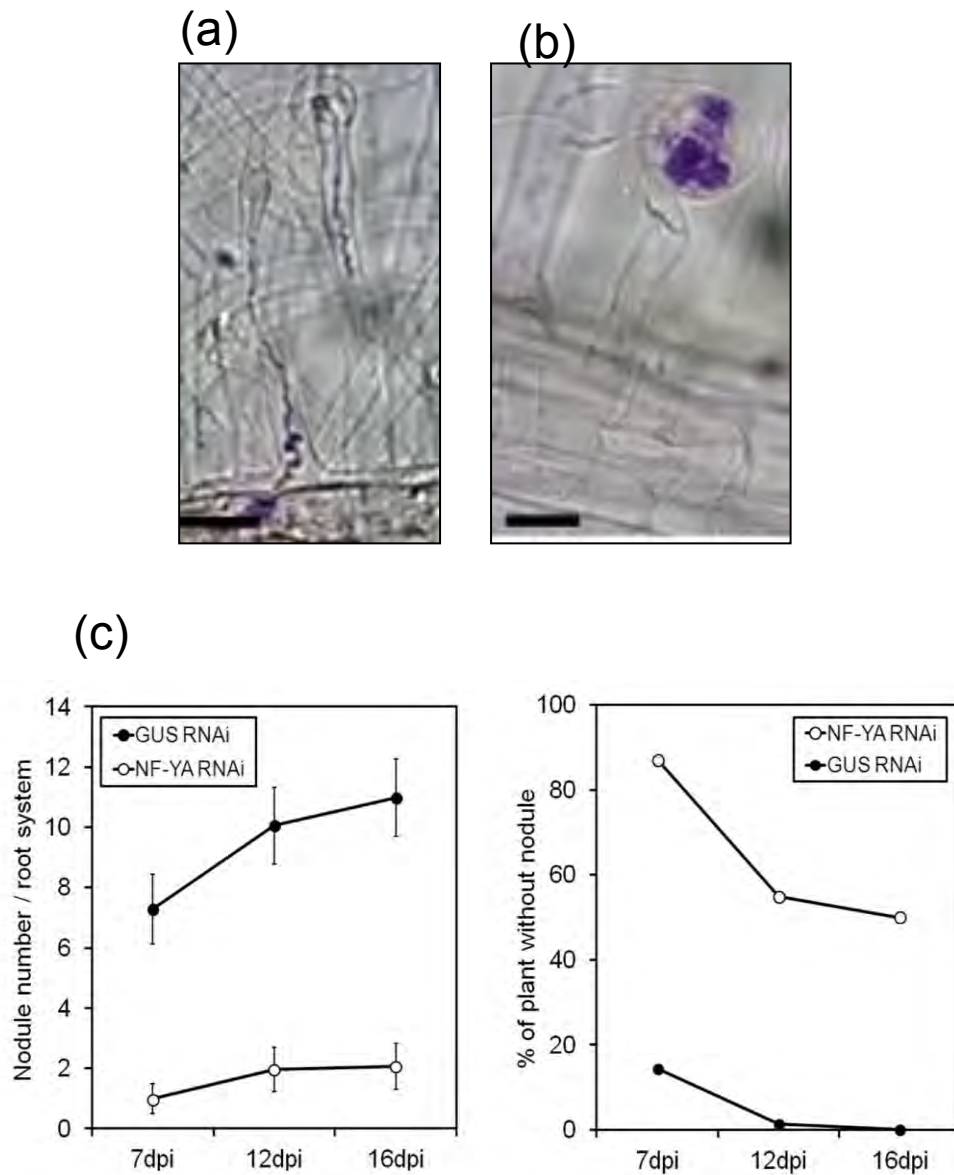 (a)
(b)
(c)
14
12
10
8
6
4
2
0
Nodule number / root system
GUS RNAi
NF-YA RNAi
7dpi 12dpi 16dpi
100
80
60
40
20
0
% of plant without nodule
NF-YA RNAi
GUS RNAi
7dpi 12dpi 16dpi